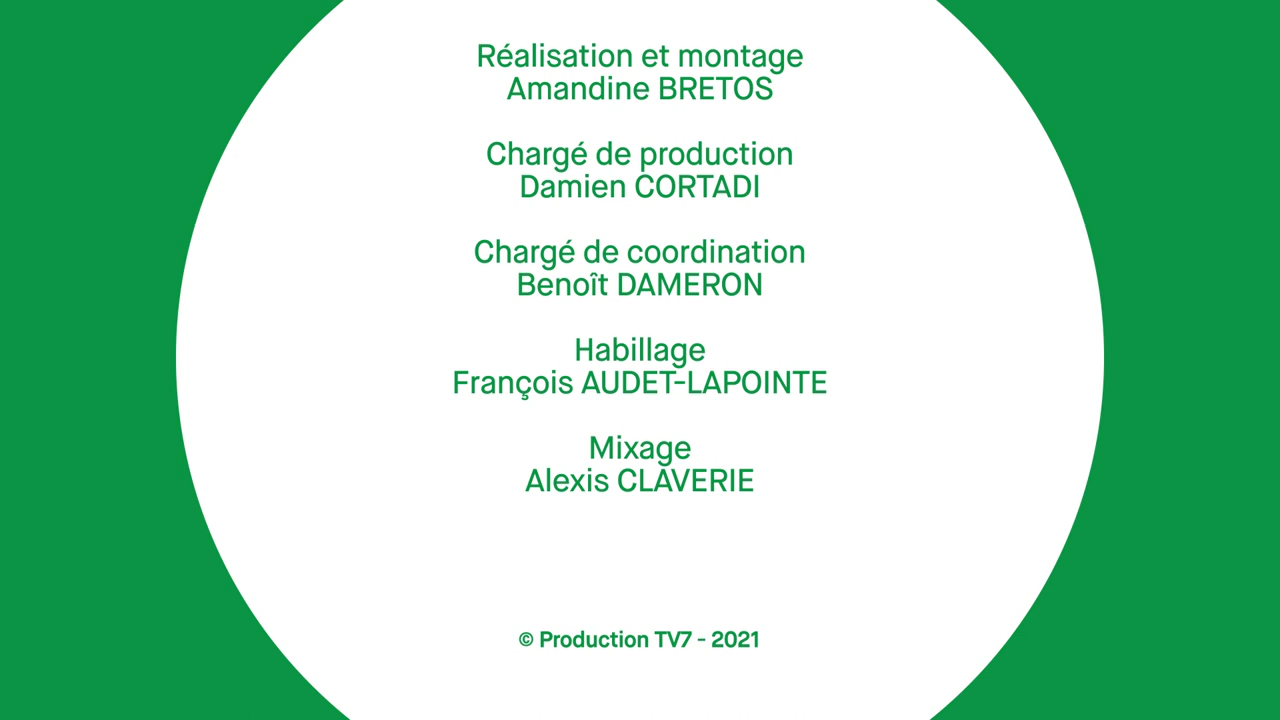 Réalisation et montage
Amandine BRETOS
Chargé de production
Damien CORTADI
Chargé de coordination
Benoît DAMERON
Habillage
François AUDET-LAPOINTE
Mixage
Alexis CLAVERIE
© Production TV7 - 2021